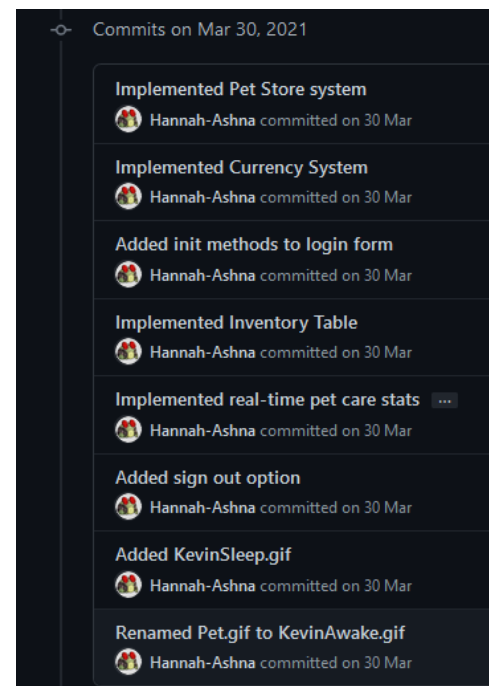 Commits on Mar 30, 2021
Implemented Pet Store system
Hannah-Ashna committed on 30 Mar
Implemented Currency System
Hannah-Ashna committed on 30 Mar
Added init methods to login form
Hannah-Ashna committed on 30 Mar
Implemented Inventory Table
Hannah-Ashna committed on 30 Mar
Implemented real-time pet care stats ...
Hannah-Ashna committed on 30 Mar
Added sign out option
Hannah-Ashna committed on 30 Mar
Added KevinSleep.gif
Hannah-Ashna committed on 30 Mar
Renamed Pet.gif to KevinAwake.gif
Hannah-Ashna committed on 30 Mar